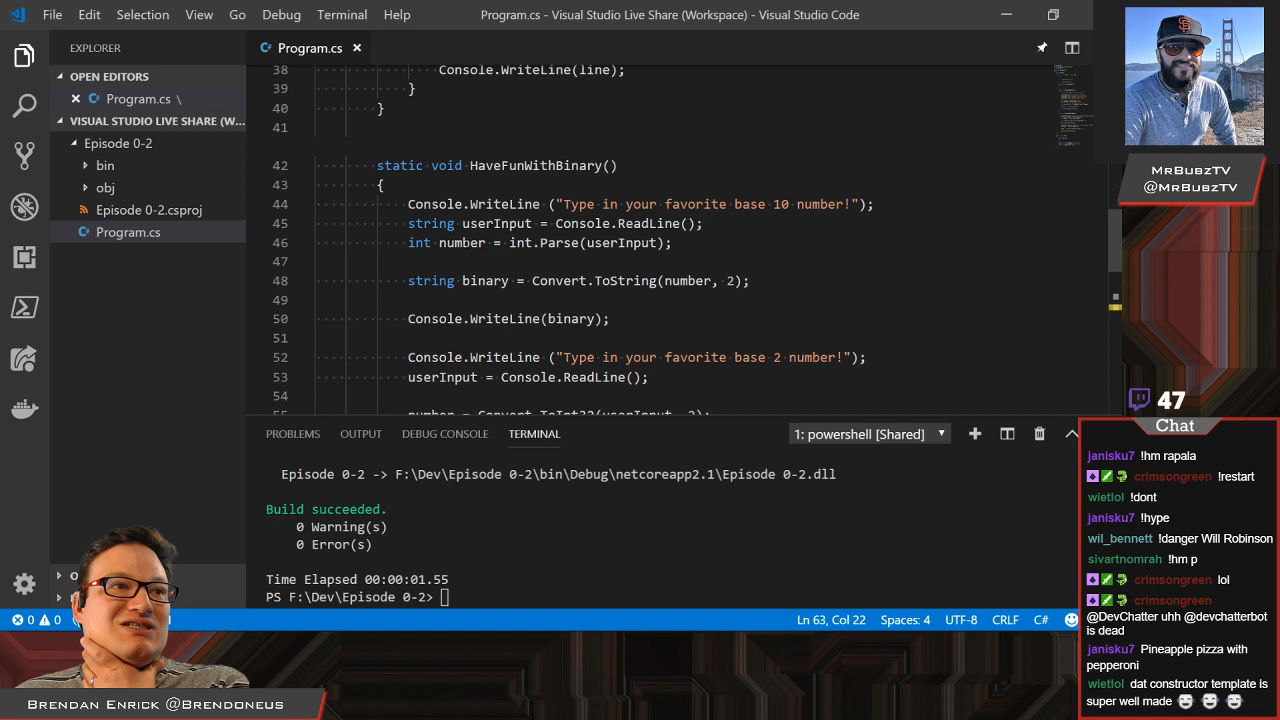 File Edit Selection View Go Debug Terminal Help
Program.cs - Visual Studio Live Share (Workspace) - Visual Studio Code
EXPLORER
OPEN EDITORS
Program.cs \
VISUAL STUDIO LIVE SHARE (W...
Episode 0-2
bin
obj
Episode 0-2.csproj
Program.cs
Program.cs
38 Console.WriteLine(line);
39 }
40 }
41
42 static void HaveFunWithBinary()
43 {
44 Console.WriteLine ("Type in your favorite base 10 number!");
45 string userInput = Console.ReadLine();
46 int number = int.Parse(userInput);
47
48 string binary = Convert.ToString(number, 2);
49
50 Console.WriteLine(binary);
51
52 Console.WriteLine ("Type in your favorite base 2 number!");
53 userInput = Console.ReadLine();
54
55 number = Convert.ToInt32(userInput, 2);
PROBLEMS OUTPUT DEBUG CONSOLE TERMINAL
1: powershell [Shared]
Episode 0-2 -> F:\Dev\Episode 0-2\bin\Debug\netcoreapp2.1\Episode 0-2.dll
Build succeeded.
0 Warning(s)
0 Error(s)
Time Elapsed 00:00:01.55
PS F:\Dev\Episode 0-2>
0 0
Ln 63, Col 22 Spaces: 4 UTF-8 CRLF C#
BRENDAN ENRICK @BRENDONEUS
MRBUBZTV
@MRBUBZTV
47
Chat
janisku7 !hm rapala
crimsongreen !restart
wietlol !dont
janisku7 !hype
wil_bennett !danger Will Robinson
sivartnomrah !hm p
crimsongreen lol
crimsongreen
@DevChatter uhh @devchatterbot
is dead
janisku7 Pineapple pizza with
pepperoni
wietlol dat constructor template is
super well made